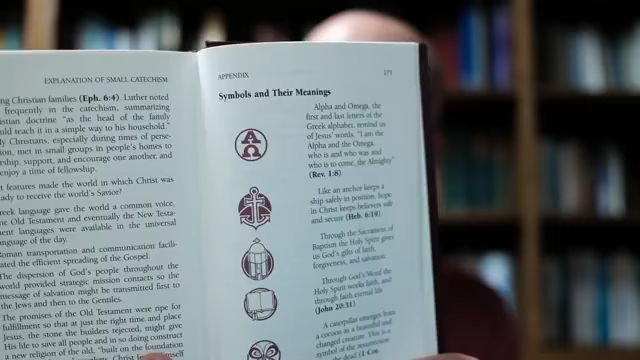 EXPLANATION OF SMALL CATECHISM
ng Christian families (Eph. 6:4). Luther noted
frequently in the catechism, summarizing
ristian doctrine "as the head of the family
uld teach it in a simple way to his household."
ly Christians, especially during times of perse-
ion, met in small groups in people's homes to
rship, support, and encourage one another, and
enjoy a time of fellowship.
t features made the world in which Christ was
ady to receive the world's Savior?
eek language gave the world a common voice.
he Old Testament and eventually the New Testa-
ment languages were available in the universal
anguage of the day.
Roman transportation and communication facili-
ated the efficient spreading of the Gospel.
The dispersion of God's people throughout the
world provided strategic mission contacts so the
message of salvation might be transmitted first to
the Jews and then to the Gentiles.
The promises of the Old Testament were ripe for
fulfillment so that at just the right time and place
Jesus, the stone the builders rejected, might give
His life to save all people and in so doing construct
a new religion of the old, "built on the foundation
APPENDIX
Symbols and Their Meanings
Alpha and Omega, the
first and last letters of the
Greek alphabet, remind us
of Jesus' words, "I am the
Alpha and the Omega,
who is and who was and
who is to come, the Almighty"
(Rev. 1:8)
Like an anchor keeps a
ship safely in position, hope
in Christ keeps believers safe
and secure (Heb. 6:19)
Through the Sacrament of
Baptism the Holy Spirit gives
us God's gifts of faith,
forgiveness, and salvation.
Through God's Word the
Holy Spirit works faith, and
through faith eternal life
(John 20:31)
A caterpillar emerges from
a cocoon as a beautiful and
changed creature. This is a
symbol of the resurrection
ΑΩ